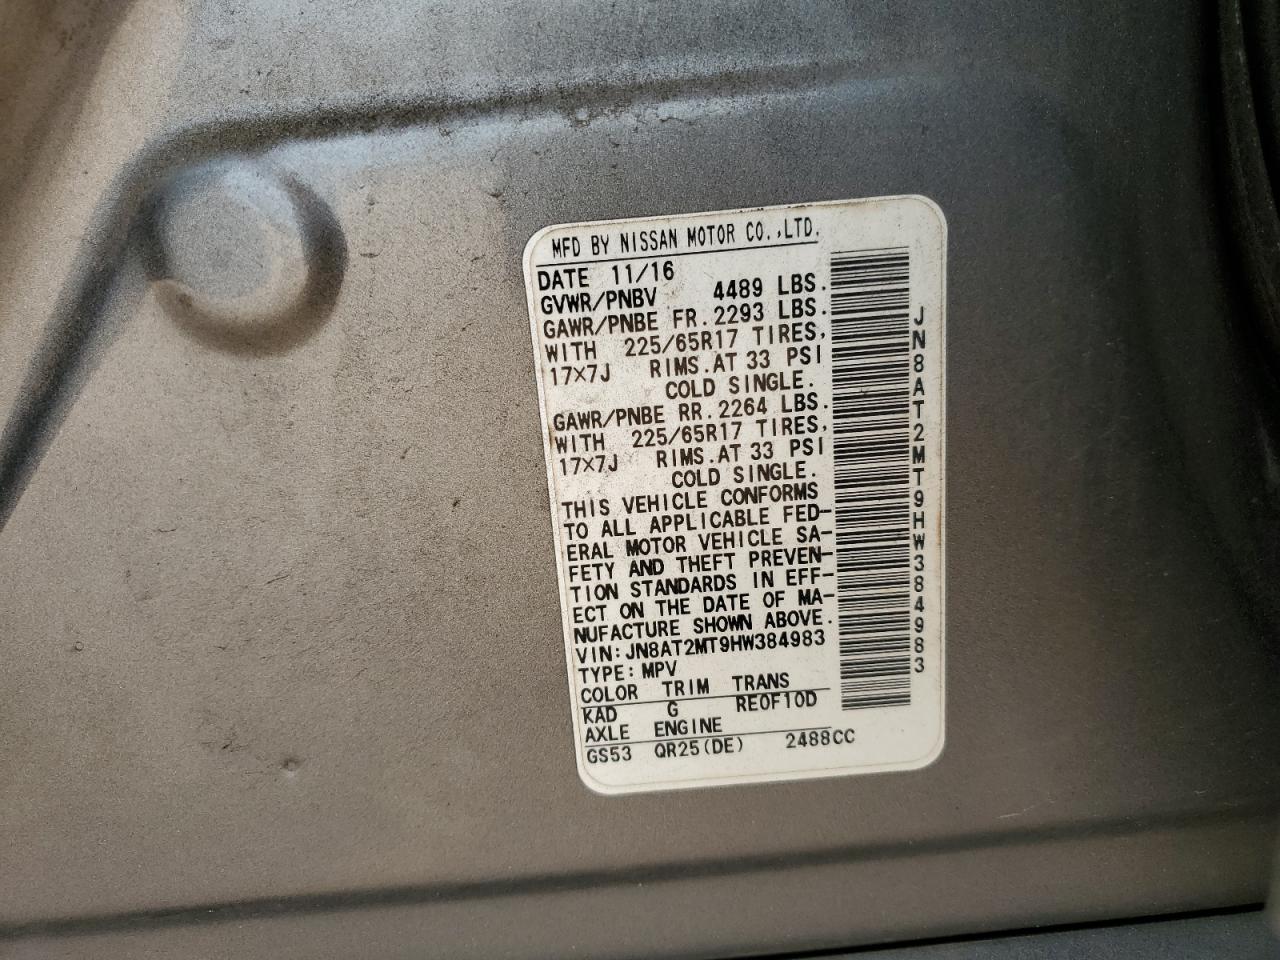 MFD BY NISSAN MOTOR CO.,LTD.
DATE 11/16
GVWR/PNBV 4489 LBS.
GAWR/PNBE FR.2293 LBS.
WITH 225/65R17 TIRES,
17×7J RIMS.AT 33 PSI
COLD SINGLE.
GAWR/PNBE RR.2264 LBS.
WITH 225/65R17 TIRES,
17×7J RIMS.AT 33 PSI
COLD SINGLE.
THIS VEHICLE CONFORMS
TO ALL APPLICABLE FED-
ERAL MOTOR VEHICLE SA-
FETY AND THEFT PREVEN-
TION STANDARDS IN EFF-
ECT ON THE DATE OF MA-
NUFACTURE SHOWN ABOVE.
VIN:JN8AT2MT9HW384983
TYPE:MPV
COLOR TRIM TRANS
KAD G RE0F10D
AXLE ENGINE
GS53 QR25(DE) 2488CC
JN8AT2MT9HW384983